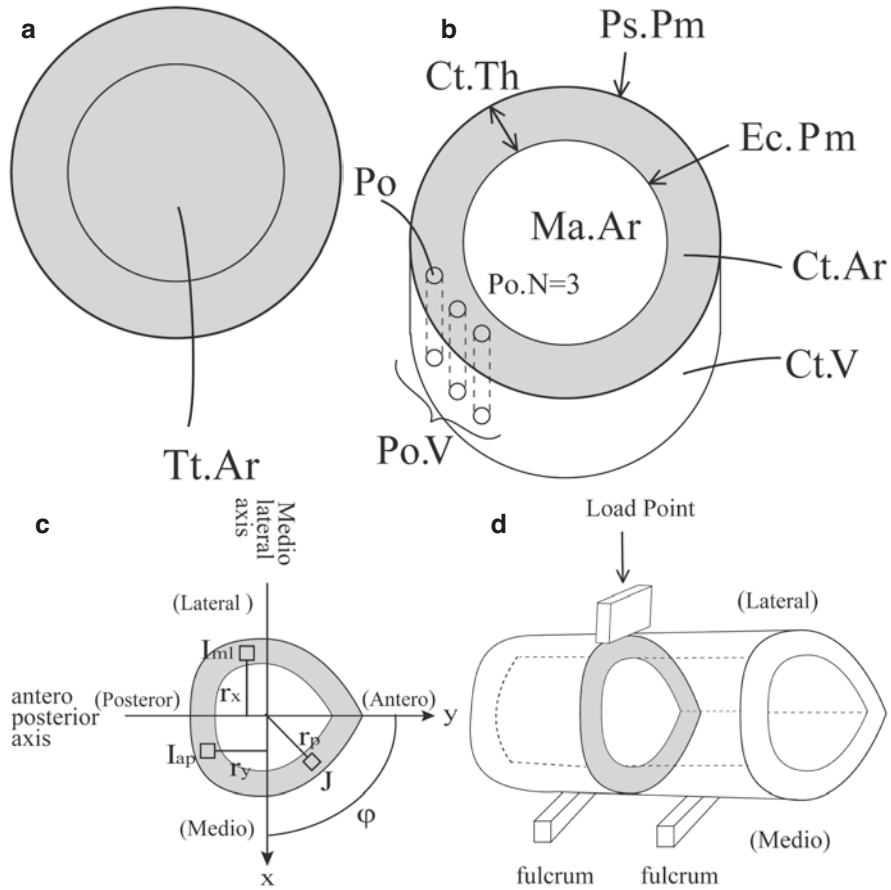 a
Tt.Ar
b
Ps.Pm
Ct.Th
Ec.Pm
Po
Ma.Ar
Po.N=3
Ct.Ar
Ct.V
Po.V
c
Medio
lateral
axis
(Lateral )
Iml
rx
antero
posterior
axis
(Posteror)
(Antero)
y
Iap
ry
rp
J
(Medio)
φ
x
d
Load Point
(Lateral)
(Medio)
fulcrum
fulcrum